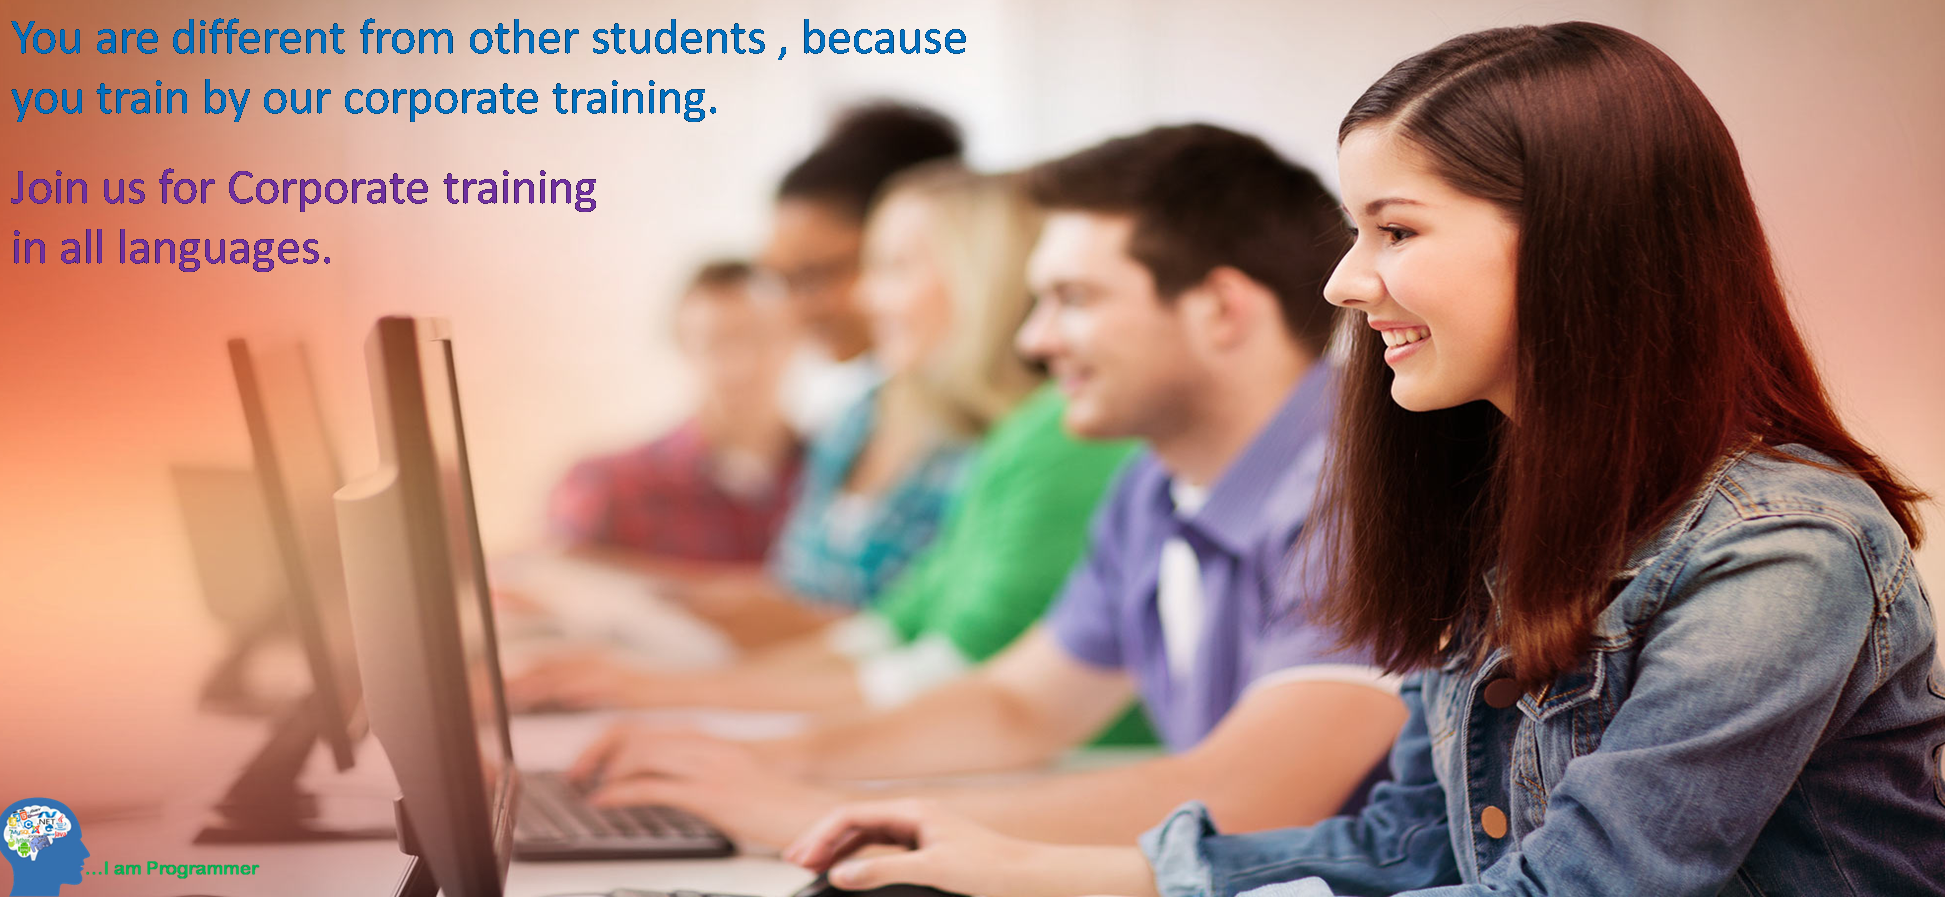 You are different from other students , because
you train by our corporate training.
Join us for Corporate training
in all languages.
.NET
...I am Programmer